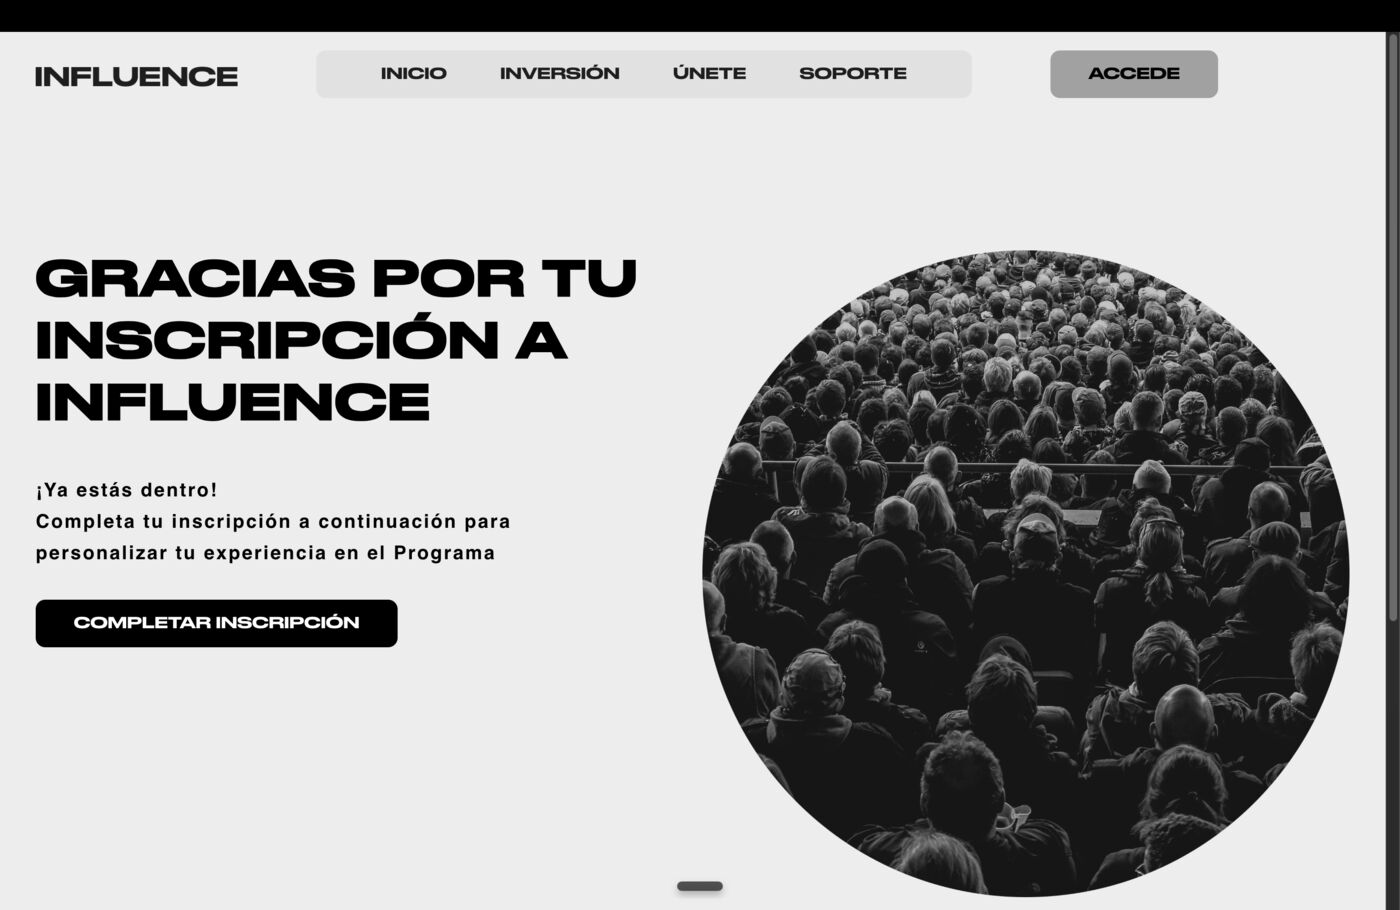 INFLUENCE
INICIO INVERSIÓN ÚNETE SOPORTE
ACCEDE
GRACIAS POR TU
INSCRIPCIÓN A
INFLUENCE
¡Ya estás dentro!
Completa tu inscripción a continuación para
personalizar tu experiencia en el Programa
COMPLETAR INSCRIPCIÓN